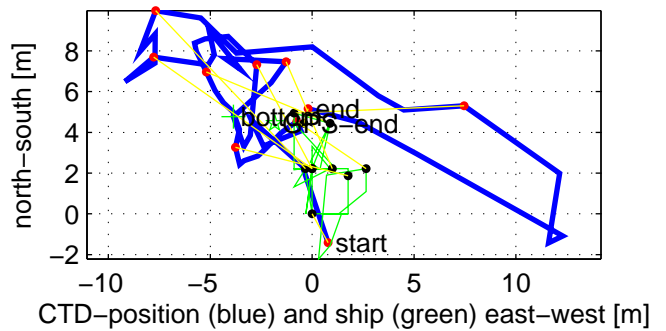 8
6
4
2
0
−2
north−south [m]
end
bottom
GPS−end
start
−10 −5 0 5 10
CTD−position (blue) and ship (green) east−west [m]